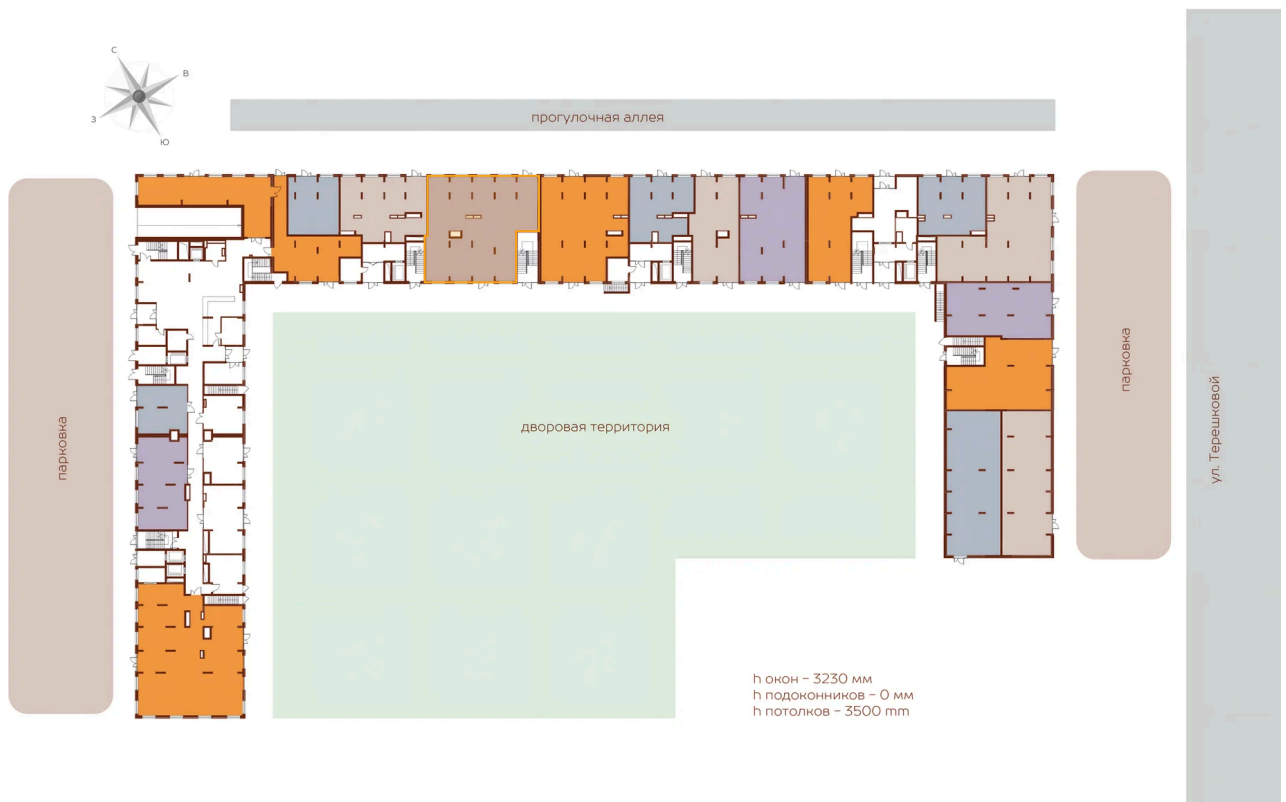 С
В
З
Ю
прогулочная аллея
парковка
дворовая территория
парковка
ул. Терешковой
h окон – 3230 мм
h подоконников – 0 мм
h потолков – 3500 mm